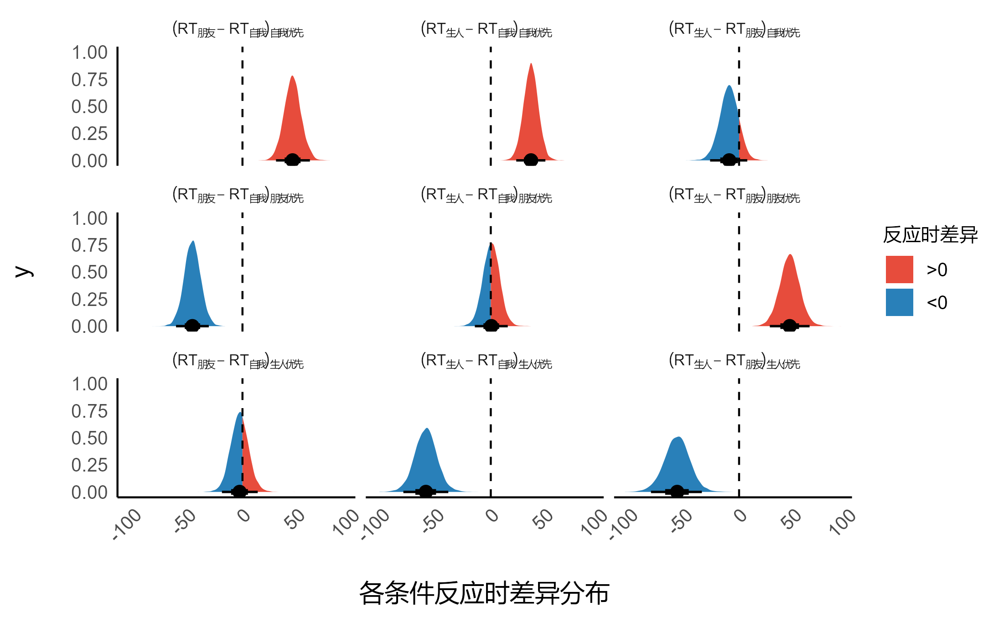 (RT朋友 – RT自我)自我优先 (RT生人 – RT自我)自我优先 (RT生人 – RT朋友)自我优先
1.00
0.75
0.50
0.25
0.00
(RT朋友 – RT自我)朋友优先 (RT生人 – RT自我)朋友优先 (RT生人 – RT朋友)朋友优先
1.00
0.75
0.50
0.25
0.00
y
反应时差异
>0
<0
(RT朋友 – RT自我)生人优先 (RT生人 – RT自我)生人优先 (RT生人 – RT朋友)生人优先
1.00
0.75
0.50
0.25
0.00
-100 -50 0 50 100 -100 -50 0 50 100 -100 -50 0 50 100
各条件反应时差异分布